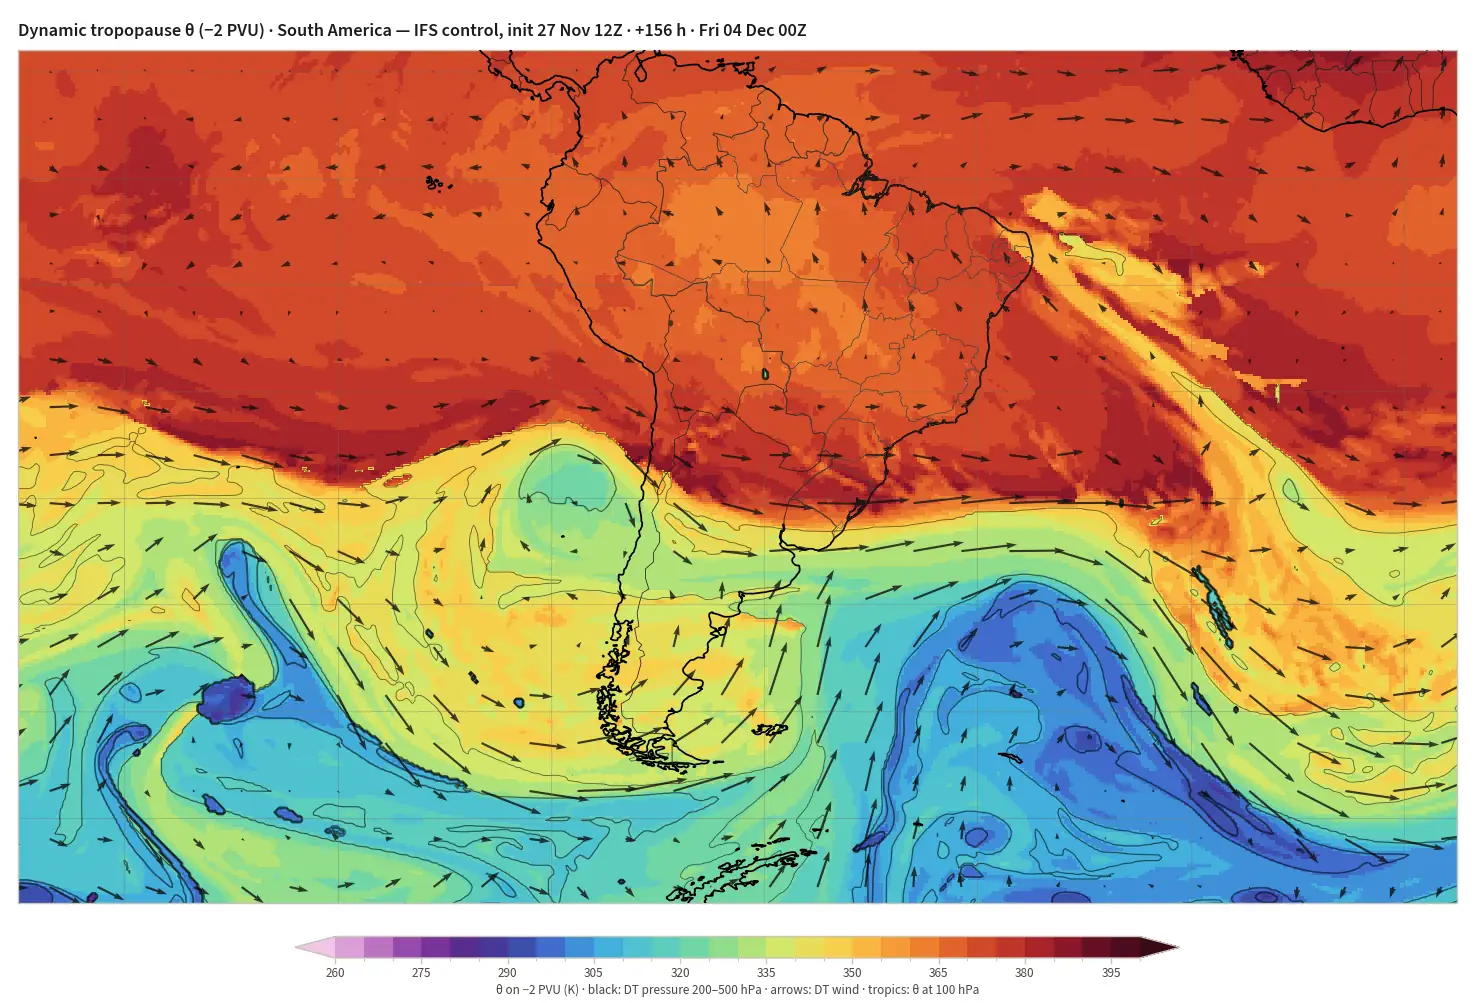 Dynamic tropopause θ (−2 PVU) · South America — IFS control, init 27 Nov 12Z · +156 h · Fri 04 Dec 00Z
260 275 290 305 320 335 350 365 380 395
θ on −2 PVU (K) · black: DT pressure 200–500 hPa · arrows: DT wind · tropics: θ at 100 hPa